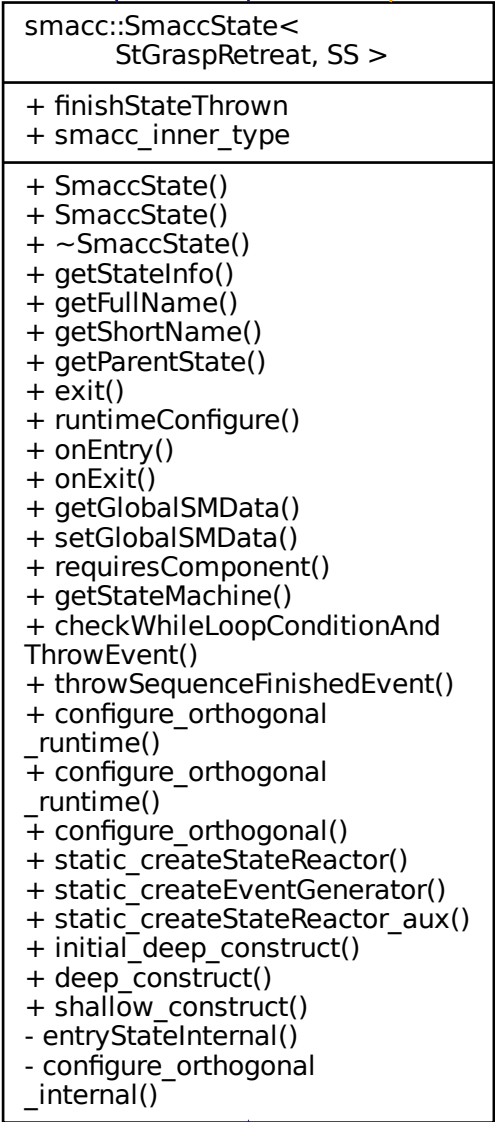 smacc::SmaccState<
StGraspRetreat, SS >
+ finishStateThrown
+ smacc_inner_type
+ SmaccState()
+ SmaccState()
+ ~SmaccState()
+ getStateInfo()
+ getFullName()
+ getShortName()
+ getParentState()
+ exit()
+ runtimeConfigure()
+ onEntry()
+ onExit()
+ getGlobalSMData()
+ setGlobalSMData()
+ requiresComponent()
+ getStateMachine()
+ checkWhileLoopConditionAnd
ThrowEvent()
+ throwSequenceFinishedEvent()
+ configure_orthogonal
_runtime()
+ configure_orthogonal
_runtime()
+ configure_orthogonal()
+ static_createStateReactor()
+ static_createEventGenerator()
+ static_createStateReactor_aux()
+ initial_deep_construct()
+ deep_construct()
+ shallow_construct()
- entryStateInternal()
- configure_orthogonal
_internal()